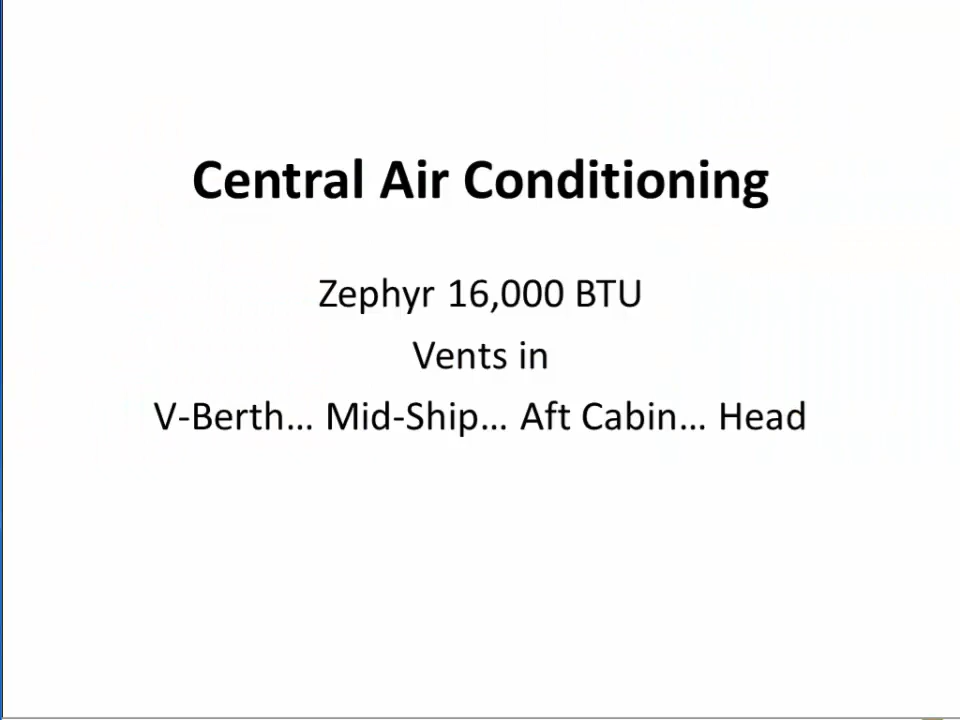 Central Air Conditioning
Zephyr 16,000 BTU
Vents in
V-Berth… Mid-Ship… Aft Cabin… Head